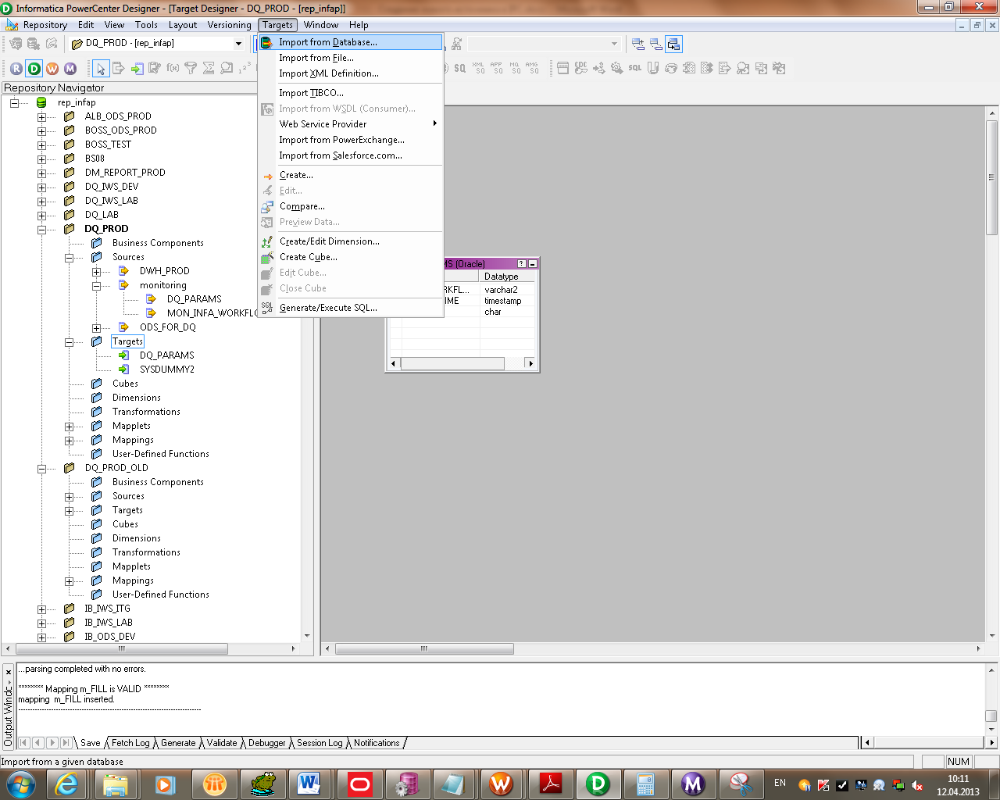 Informatica PowerCenter Designer - [Target Designer - DQ_PROD - [rep_infap]]
Repository Edit View Tools Layout Versioning Targets Window Help
DQ_PROD - [rep_infap]
Import from Database...
Import from File...
Import XML Definition...
Import TIBCO...
Import from WSDL (Consumer)...
Web Service Provider
Import from PowerExchange...
Import from Salesforce.com...
Create...
Edit...
Compare...
Preview Data...
Create/Edit Dimension...
Create Cube...
Edit Cube...
Close Cube
Generate/Execute SQL...
Repository Navigator
rep_infap
ALB_ODS_PROD
BOSS_ODS_PROD
BOSS_TEST
BS08
DM_REPORT_PROD
DQ_IWS_DEV
DQ_IWS_LAB
DQ_LAB
DQ_PROD
Business Components
Sources
DWH_PROD
monitoring
DQ_PARAMS
MON_INFA_WORKFLO
ODS_FOR_DQ
Targets
DQ_PARAMS
SYSDUMMY2
Cubes
Dimensions
Transformations
Mapplets
Mappings
User-Defined Functions
DQ_PROD_OLD
Business Components
Sources
Targets
Cubes
Dimensions
Transformations
Mapplets
Mappings
User-Defined Functions
IB_IWS_ITG
IB_IWS_LAB
IB_ODS_DEV
MS (Oracle)
Datatype
RKFL... varchar2
IME timestamp
char
...parsing completed with no errors.
******** Mapping m_FILL is VALID ********
mapping m_FILL inserted.
Output Windc
Save Fetch Log Generate Validate Debugger Session Log Notifications
Import from a given database
NUM
EN
10:11
12.04.2013